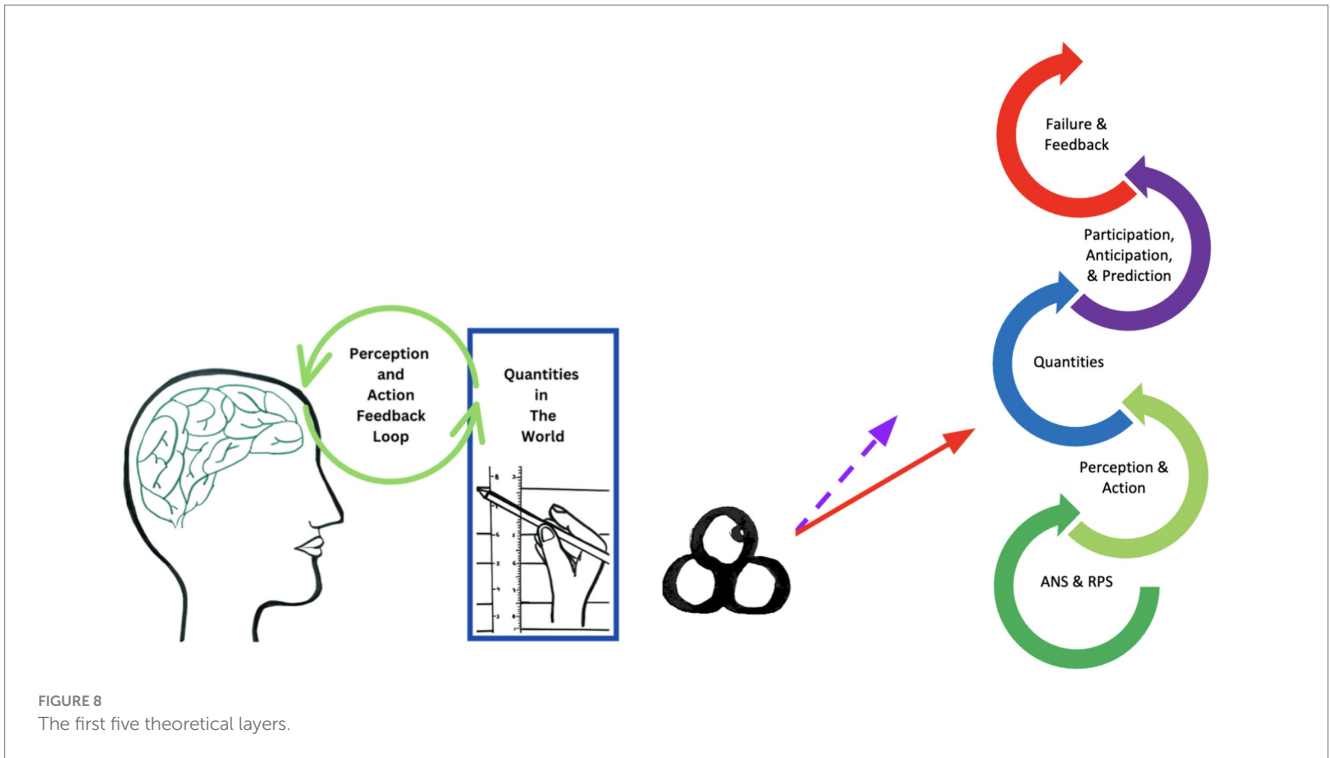 Perception
and
Action
Feedback
Loop
Quantities
in
The
World
Failure &
Feedback
Participation,
Anticipation,
& Prediction
Quantities
Perception &
Action
ANS & RPS
FIGURE 8
The first five theoretical layers.